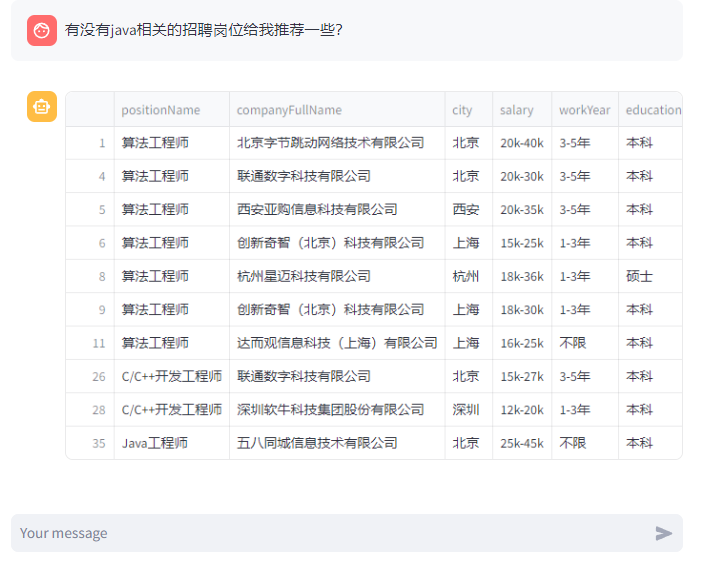 有没有java相关的招聘岗位给我推荐一些?
positionName companyFullName city salary workYear education
1 算法工程师 北京字节跳动网络技术有限公司 北京 20k-40k 3-5年 本科
4 算法工程师 联通数字科技有限公司 北京 20k-30k 3-5年 本科
5 算法工程师 西安亚购信息科技有限公司 西安 20k-35k 3-5年 本科
6 算法工程师 创新奇智（北京）科技有限公司 上海 15k-25k 1-3年 本科
8 算法工程师 杭州星迈科技有限公司 杭州 18k-36k 1-3年 硕士
9 算法工程师 创新奇智（北京）科技有限公司 上海 18k-30k 1-3年 本科
11 算法工程师 达而观信息科技（上海）有限公司 上海 16k-25k 不限 本科
26 C/C++开发工程师 联通数字科技有限公司 北京 15k-27k 3-5年 本科
28 C/C++开发工程师 深圳软牛科技集团股份有限公司 深圳 12k-20k 1-3年 本科
35 Java工程师 五八同城信息技术有限公司 北京 25k-45k 不限 本科
Your message